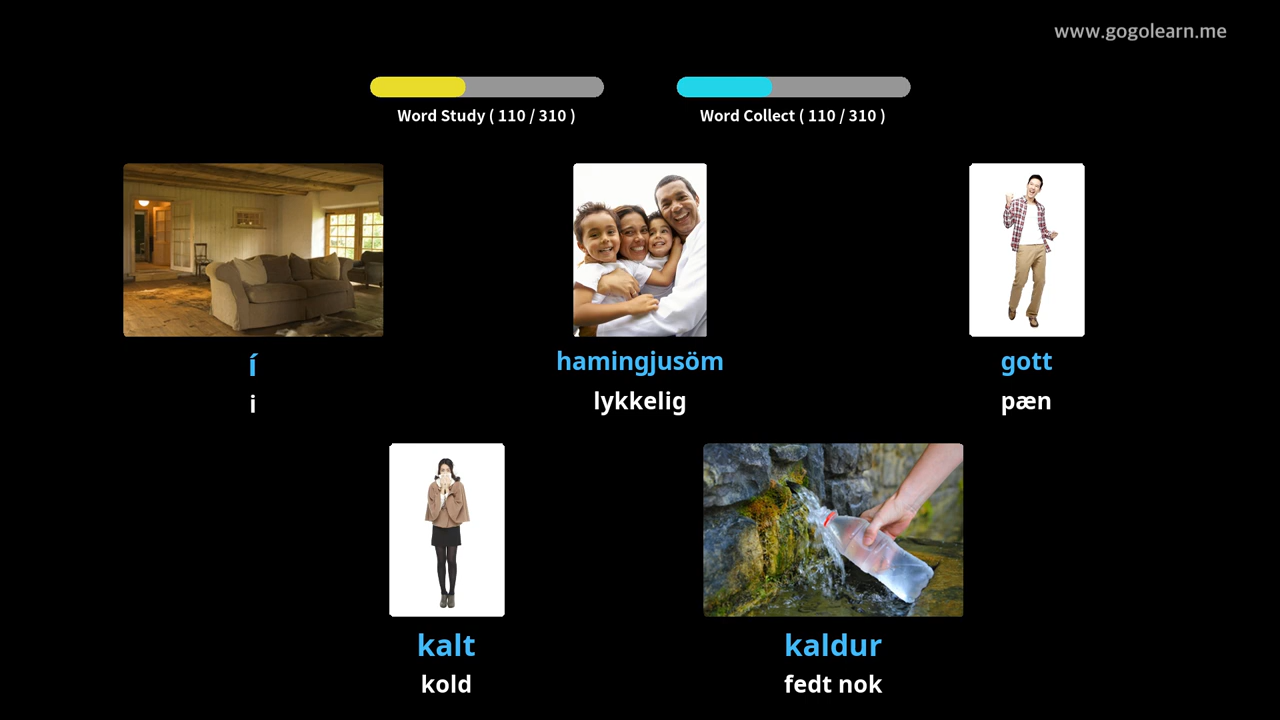 www.gogolearn.me
Word Study ( 110 / 310 )
Word Collect ( 110 / 310 )
í
i
hamingjusöm
lykkelig
gott
pæn
kalt
kold
kaldur
fedt nok